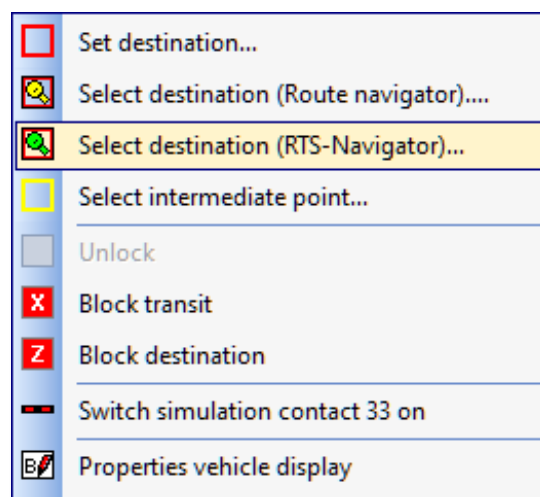 Set destination...
Select destination (Route navigator)....
Select destination (RTS-Navigator)...
Select intermediate point...
Unlock
X Block transit
Z Block destination
Switch simulation contact 33 on
B Properties vehicle display